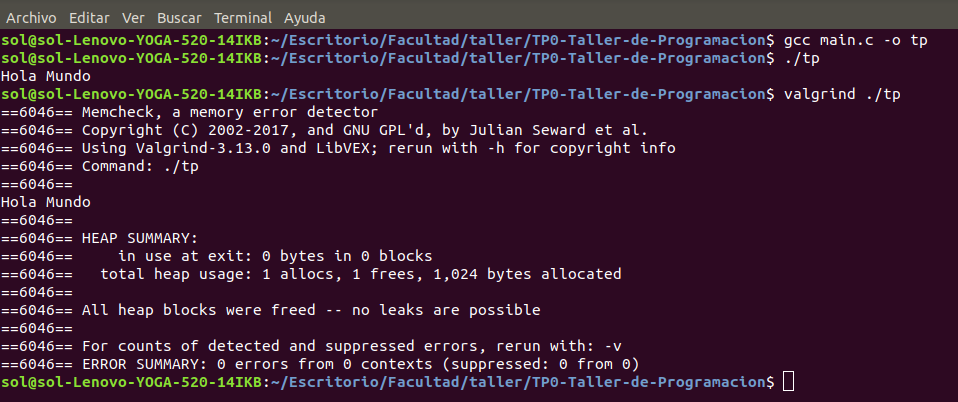 Archivo Editar Ver Buscar Terminal Ayuda
sol@sol-Lenovo-YOGA-520-14IKB:~/Escritorio/Facultad/taller/TP0-Taller-de-Programacion$ gcc main.c -o tp
sol@sol-Lenovo-YOGA-520-14IKB:~/Escritorio/Facultad/taller/TP0-Taller-de-Programacion$ ./tp
Hola Mundo
sol@sol-Lenovo-YOGA-520-14IKB:~/Escritorio/Facultad/taller/TP0-Taller-de-Programacion$ valgrind ./tp
==6046== Memcheck, a memory error detector
==6046== Copyright (C) 2002-2017, and GNU GPL'd, by Julian Seward et al.
==6046== Using Valgrind-3.13.0 and LibVEX; rerun with -h for copyright info
==6046== Command: ./tp
==6046==
Hola Mundo
==6046==
==6046== HEAP SUMMARY:
==6046==     in use at exit: 0 bytes in 0 blocks
==6046==   total heap usage: 1 allocs, 1 frees, 1,024 bytes allocated
==6046==
==6046== All heap blocks were freed -- no leaks are possible
==6046==
==6046== For counts of detected and suppressed errors, rerun with: -v
==6046== ERROR SUMMARY: 0 errors from 0 contexts (suppressed: 0 from 0)
sol@sol-Lenovo-YOGA-520-14IKB:~/Escritorio/Facultad/taller/TP0-Taller-de-Programacion$